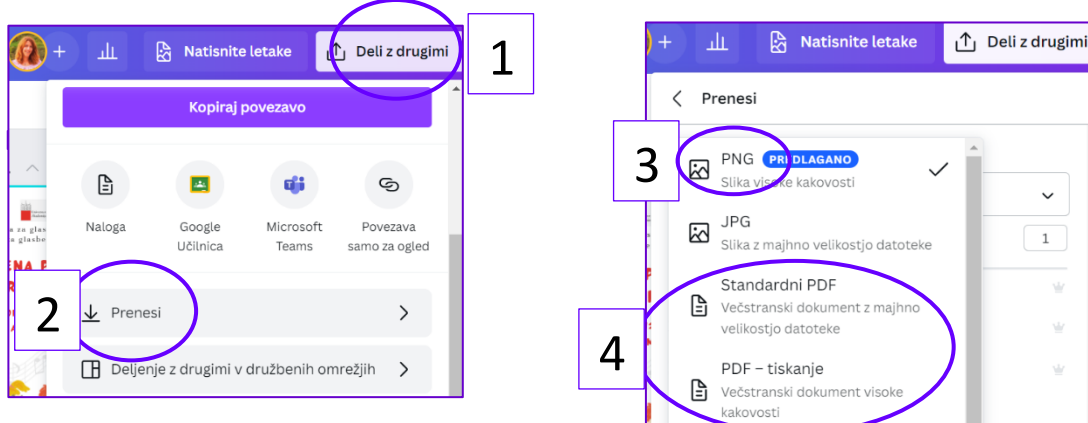 1
Natisnite letake
Deli z drugimi
Kopiraj povezavo
Naloga
Google
Učilnica
Microsoft
Teams
Povezava
samo za ogled
2
Prenesi
Deljenje z drugimi v družbenih omrežjih
Natisnite letake
Deli z drugimi
Prenesi
3
PNG PREDLAGANO
Slika visoke kakovosti
JPG
Slika z majhno velikostjo datoteke
1
Standardni PDF
Večstranski dokument z majhno
velikostjo datoteke
4
PDF – tiskanje
Večstranski dokument visoke
kakovosti